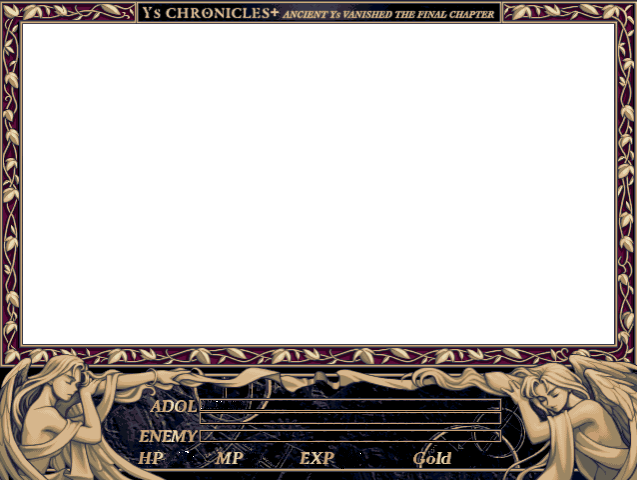 Ys CHRONICLES+ ANCIENT Ys VANISHED THE FINAL CHAPTER
ADOL
ENEMY
HP MP EXP Gold